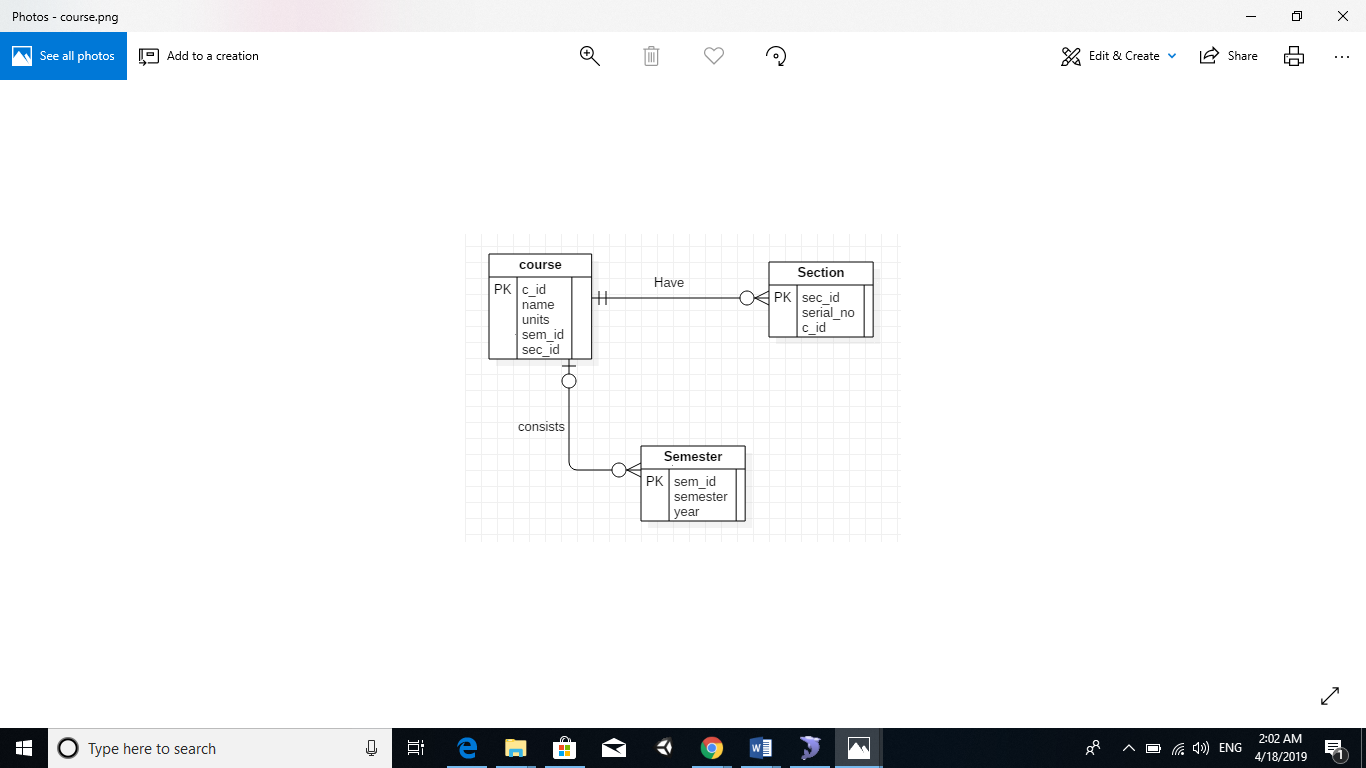 Photos - course.png
See all photos
Add to a creation
Edit & Create
Share
course
PK c_id
name
units
sem_id
sec_id
Have
Section
PK sec_id
serial_no
c_id
consists
Semester
PK sem_id
semester
year
Type here to search
ENG
2:02 AM
4/18/2019
1